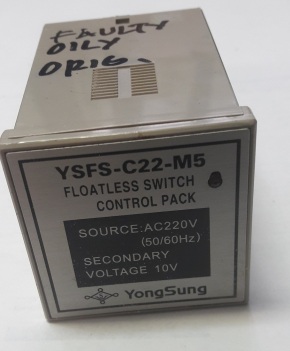 FAULTY
OILY
ORIG.
YSFS-C22-M5
FLOATLESS SWITCH
CONTROL PACK
SOURCE:AC220V
(50/60Hz)
SECONDARY
VOLTAGE 10V
YongSung